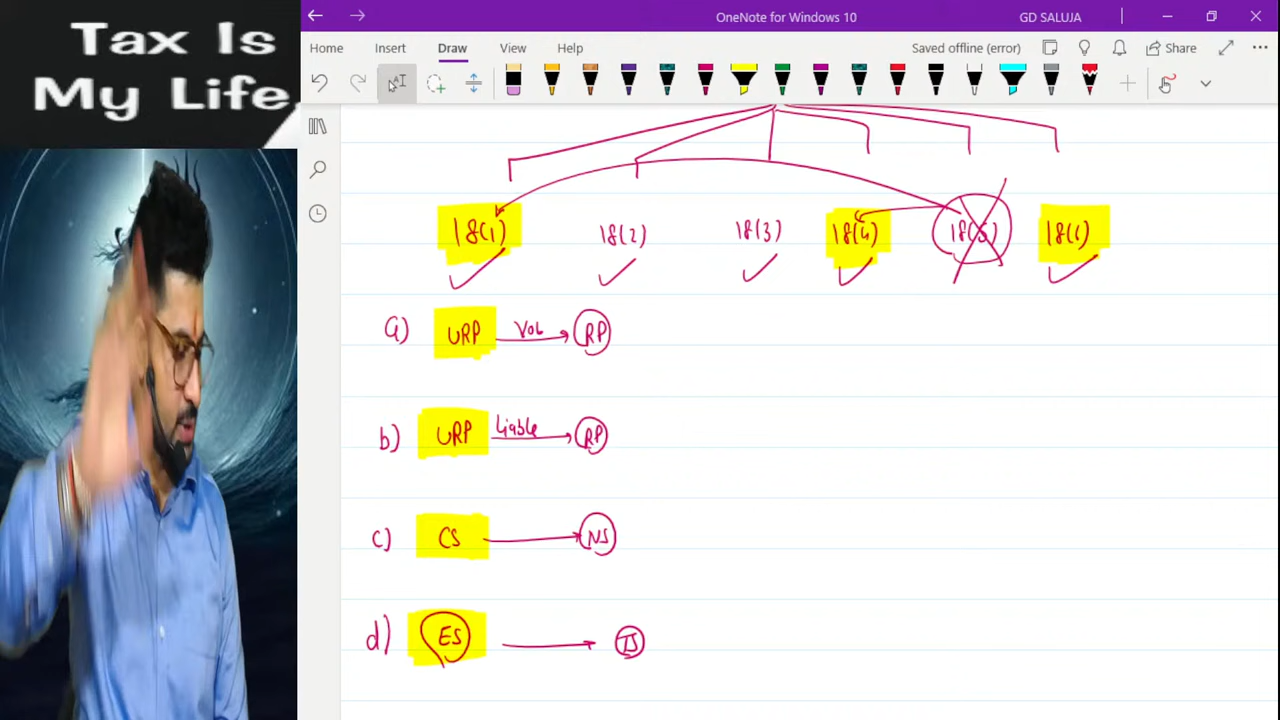 Tax Is
My Life
OneNote for Windows 10
GD SALUJA
Home Insert Draw View Help
Saved offline (error)
Share
18(1) 18(2) 18(3) 18(4) 18(5) 18(6)
a) URP Vol RP
b) URP Liable RP
c) CS NS
d) ES TS